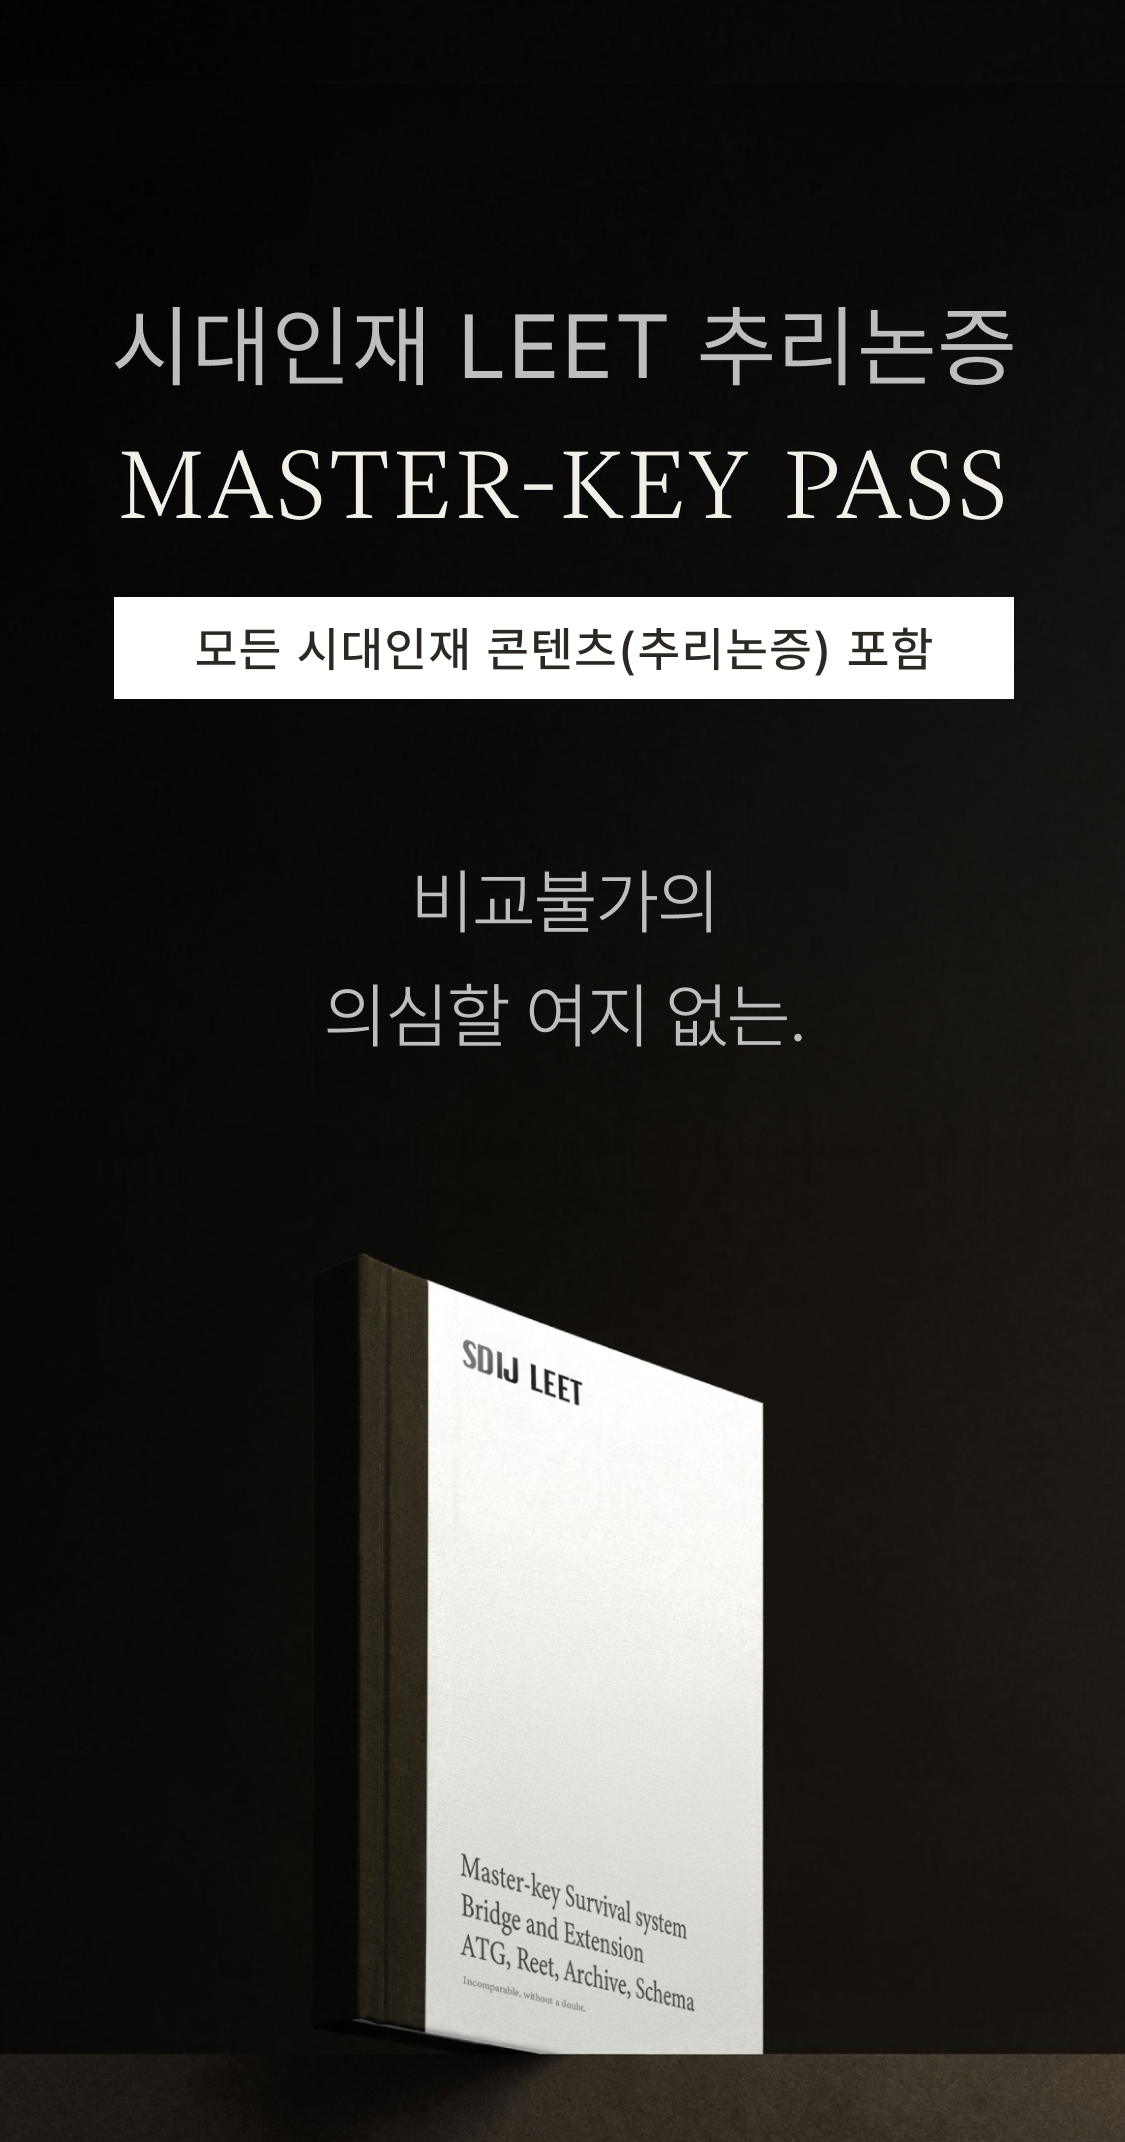 시대인재 LEET 추리논증
MASTER-KEY PASS
모든 시대인재 콘텐츠(추리논증) 포함
비교불가의
의심할 여지 없는.
SDIJ LEET
Master-key Survival system
Bridge and Extension
ATG, Reet, Archive, Schema
Incomparable, without a doubt.